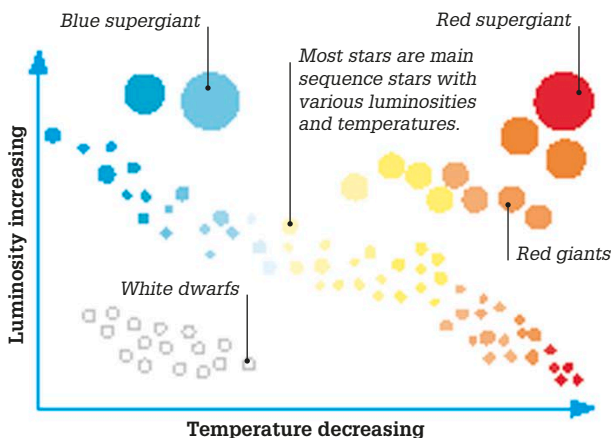 Blue supergiant
Red supergiant
Most stars are main
sequence stars with
various luminosities
and temperatures.
Luminosity increasing
Red giants
White dwarfs
Temperature decreasing